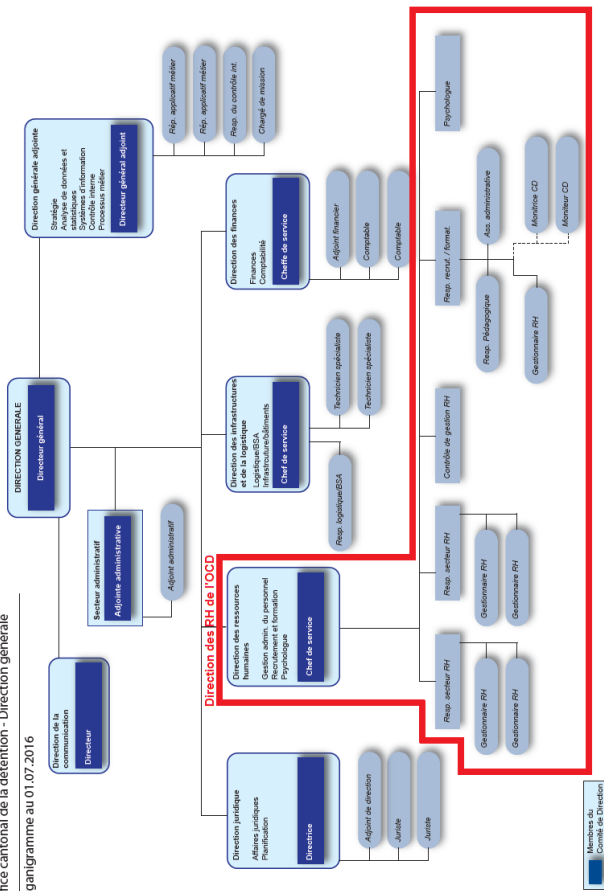 nce cantonal de la détention - Direction générale
ganigramme au 01.07.2016
DIRECTION GENERALE
Directeur général
Direction de la
communication
Directeur
Secteur administratif
Adjointe administrative
Adjoint administratif
Direction générale adjointe
Stratégie
Analyse de données et
statistiques
Systèmes d'information
Contrôle interne
Processus métier
Directeur général adjoint
Rép. applicatif métier
Rép. applicatif métier
Resp. du contrôle int.
Chargé de mission
Direction juridique
Affaires juridiques
Planification
Directrice
Adjoint de direction
Juriste
Juriste
Direction des RH de l'OCD
Direction des ressources
humaines
Gestion admin. du personnel
Recrutement et formation
Psychologue
Chef de service
Direction des infrastructures
et de la logistique
Logistique/BSA
Infrastrcuture/bâtiments
Chef de service
Resp. logistique/BSA
Technicien spécialiste
Technicien spécialiste
Direction des finances
Finances
Comptabilité
Cheffe de service
Adjoint financier
Comptable
Comptable
Resp. secteur RH
Gestionnaire RH
Gestionnaire RH
Resp. secteur RH
Gestionnaire RH
Gestionnaire RH
Contrôle de gestion RH
Resp. recrut. / format.
Resp. Pédagogique
Ass. administrative
Gestionnaire RH
Monitrice CD
Moniteur CD
Psychologue
Membres du
Comité de Direction